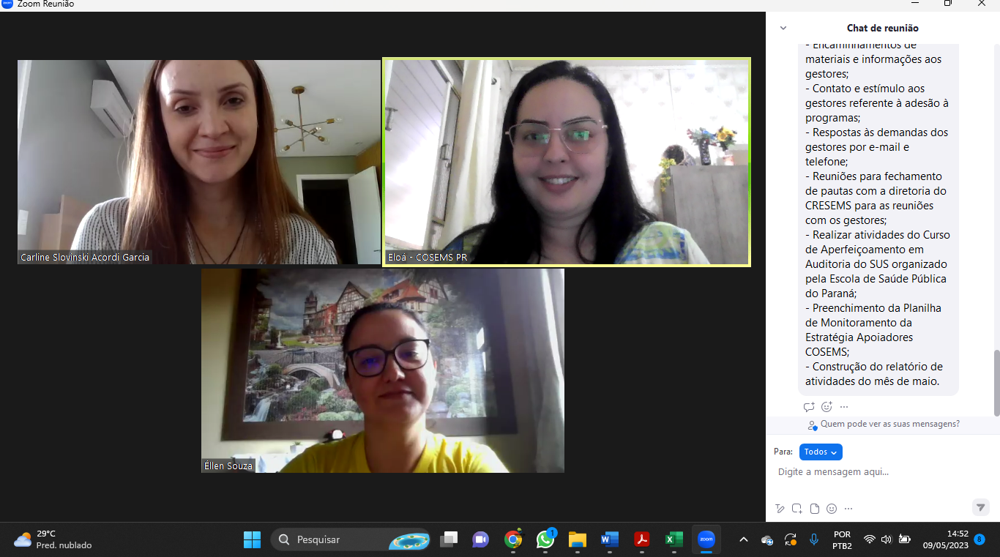 Zoom Reunião
Carline Slovinski Acordi Garcia
Eloá - COSEMS PR
Éllen Souza
Chat de reunião
- Encaminhamentos de
materiais e informações aos
gestores;
- Contato e estímulo aos
gestores referente à adesão à
programas;
- Respostas às demandas dos
gestores por e-mail e
telefone;
- Reuniões para fechamento
de pautas com a diretoria do
CRESEMS para as reuniões
com os gestores;
- Realizar atividades do Curso
de Aperfeiçoamento em
Auditoria do SUS organizado
pela Escola de Saúde Pública
do Paraná;
- Preenchimento da Planilha
de Monitoramento da
Estratégia Apoiadores
COSEMS;
- Construção do relatório de
atividades do mês de maio.
Quem pode ver as suas mensagens?
Para: Todos
Digite a mensagem aqui...
29°C
Pred. nublado
Pesquisar
1
zoom
POR
PTB2
14:52
09/05/2023
8